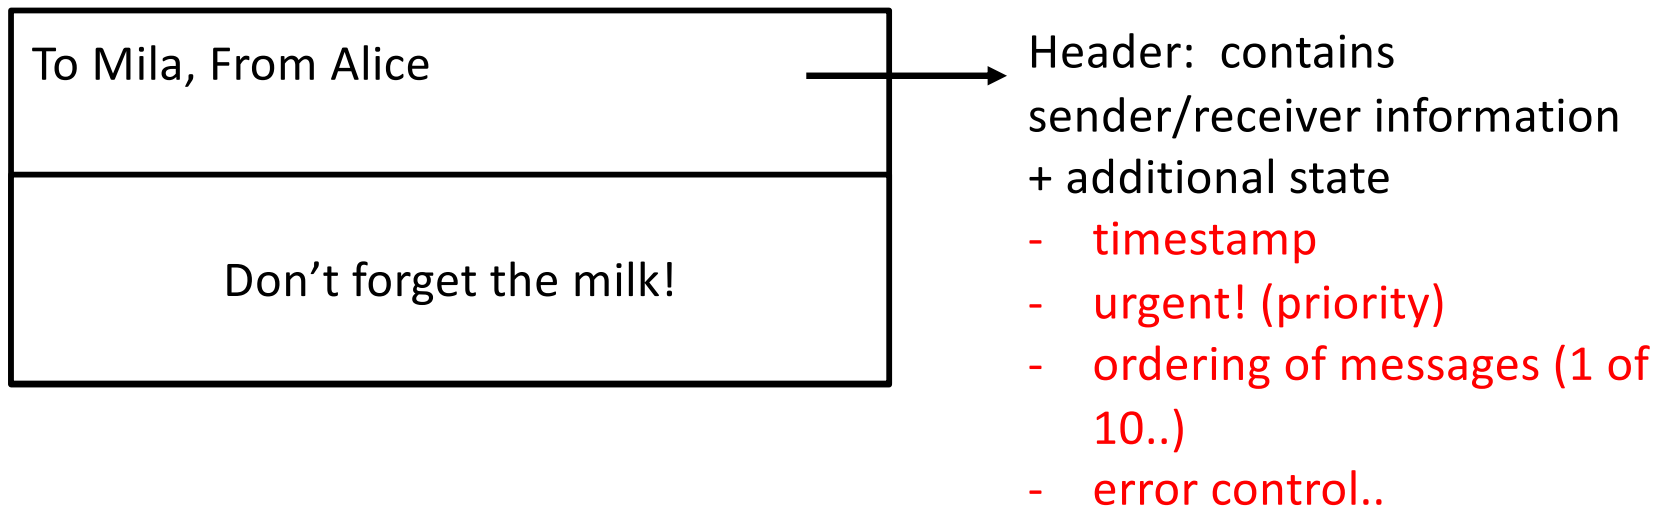 To Mila, From Alice
Don’t forget the milk!
Header:  contains
sender/receiver information
+ additional state
- timestamp
- urgent! (priority)
- ordering of messages (1 of
10..)
- error control..